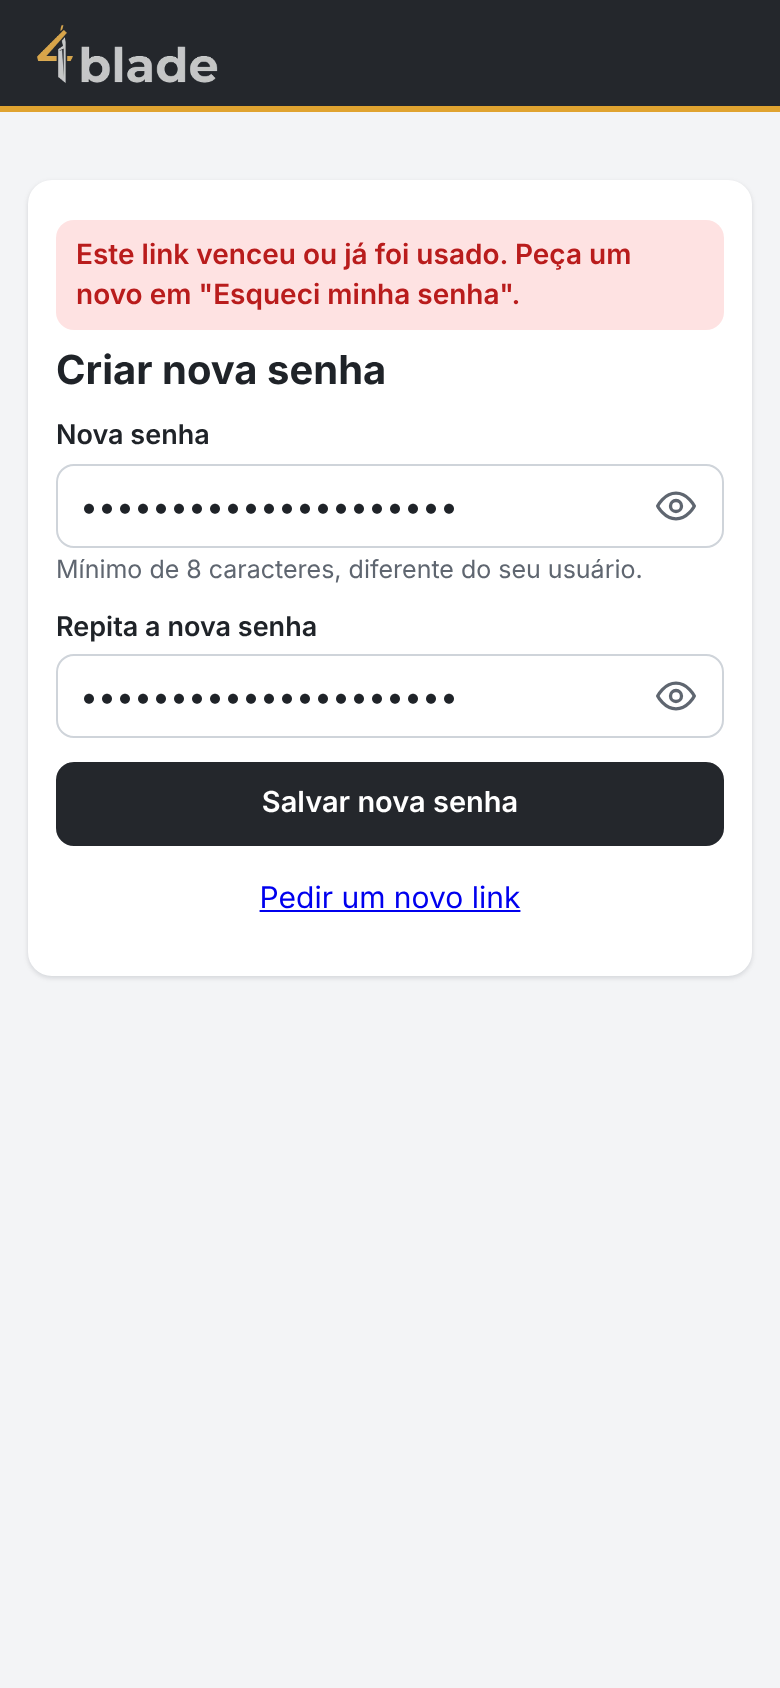 4blade
Este link venceu ou já foi usado. Peça um
novo em "Esqueci minha senha".
Criar nova senha
Nova senha
•••••••••••••••••••••
Mínimo de 8 caracteres, diferente do seu usuário.
Repita a nova senha
•••••••••••••••••••••
Salvar nova senha
Pedir um novo link